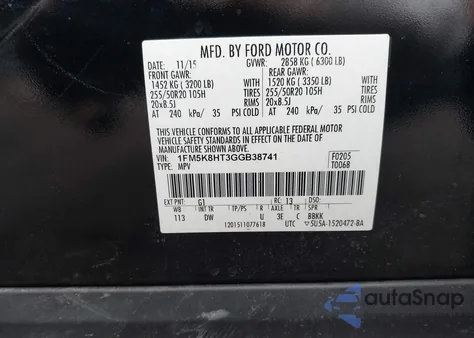 MFD. BY FORD MOTOR CO.
DATE: 11/15 GVWR: 2858 KG ( 6300 LB)
FRONT GAWR: REAR GAWR:
1452 KG ( 3200 LB) WITH 1520 KG ( 3350 LB) WITH
255/50R20 105H TIRES 255/50R20 105H TIRES
20x8.5J RIMS 20x8.5J RIMS
AT 240 kPa/ 35 PSI COLD AT 240 kPa/ 35 PSI COLD
THIS VEHICLE CONFORMS TO ALL APPLICABLE FEDERAL MOTOR
VEHICLE SAFETY STANDARDS IN EFFECT ON THE DATE OF
MANUFACTURE SHOWN ABOVE.
VIN: 1FM5K8HT3GGB38741 F0205
TYPE: MPV T0068
EXT PNT: G1 RC: 13 DSO:
WB INT TR TP/PS R AXLE TR SPR
113 DW U 3E C BBKK
1201511077618 UTC 5U5A-1520472-BA
autaSnap